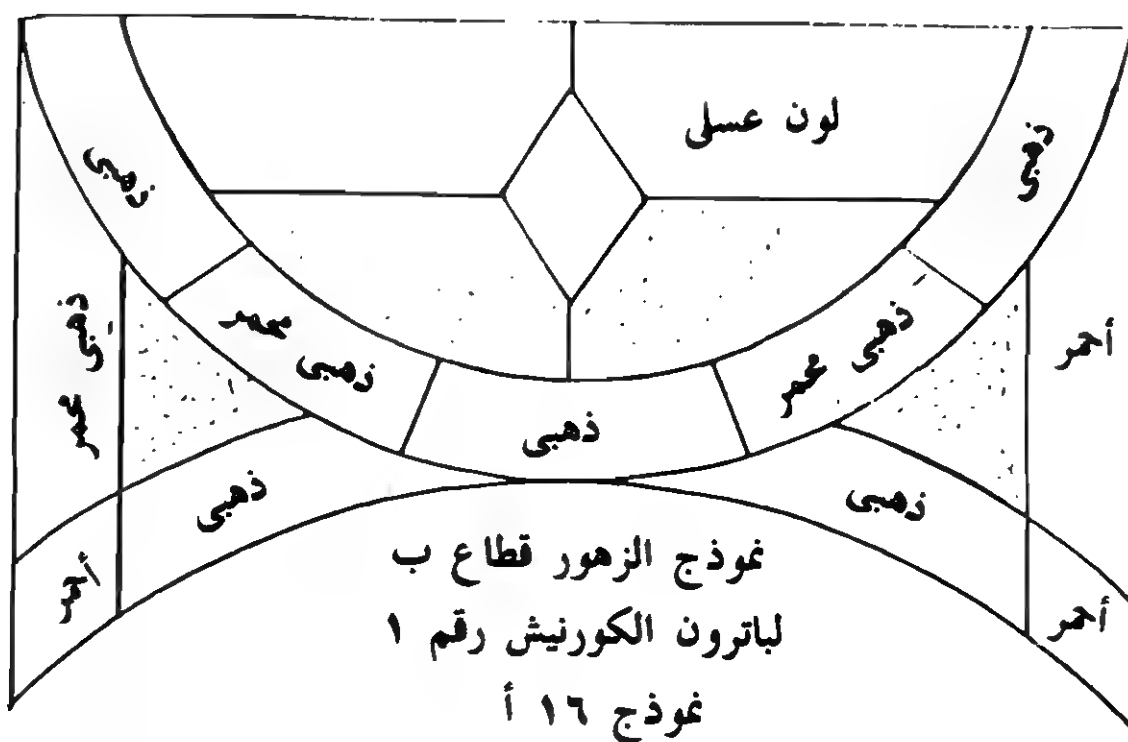 لون عسلى
ذهبى
ذهبى
ذهبى محمر
ذهبى محمر
ذهبى محمر
أحمر
ذهبى
ذهبى
ذهبى
أحمر
أحمر
نموذج الزهور قطاع ب
لباترون الكورنيش رقم ١
نموذج ١٦ أ